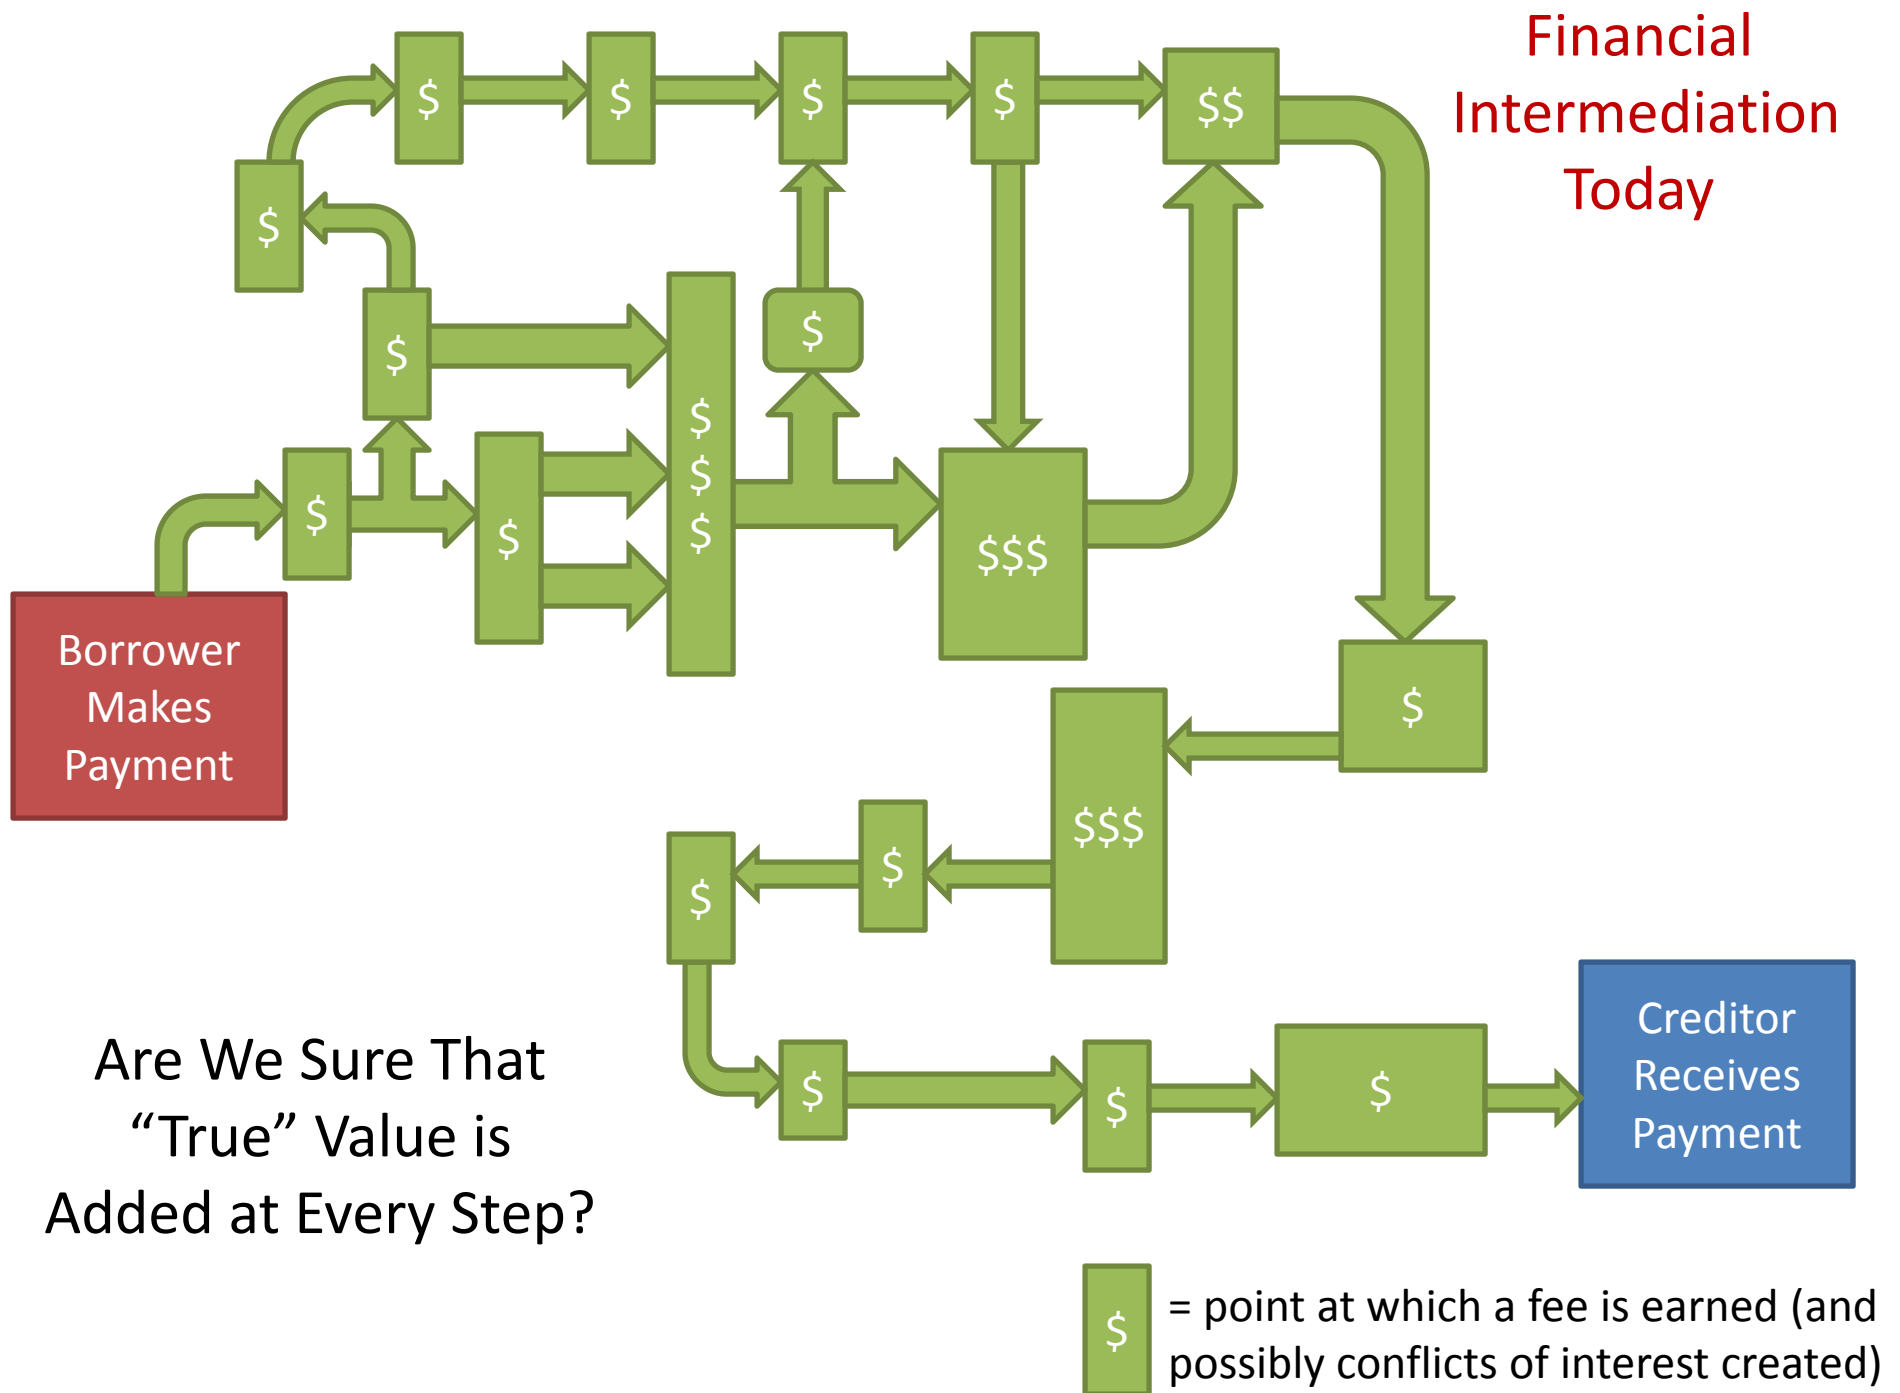 Financial
Intermediation
Today
$
$
$
$
$$
$
$
$
$
$
$
$
$
$
$$$
Borrower
Makes
Payment
$
$$$
$
$
Creditor
Receives
Payment
$
$
$
Are We Sure That
“True” Value is
Added at Every Step?
$
= point at which a fee is earned (and
possibly conflicts of interest created)